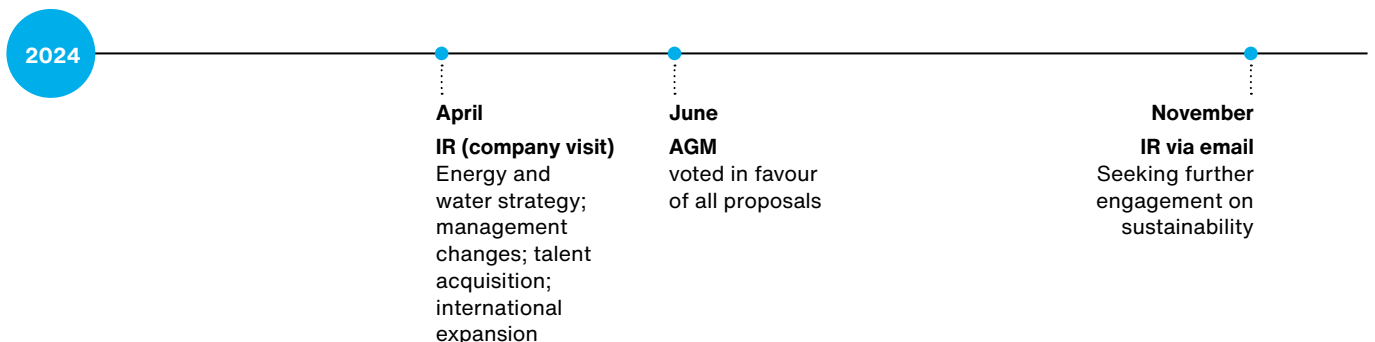 2024
April
IR (company visit)
Energy and
water strategy;
management
changes; talent
acquisition;
international
expansion
June
AGM
voted in favour
of all proposals
November
IR via email
Seeking further
engagement on
sustainability